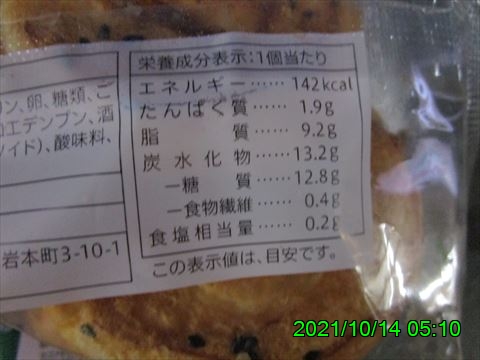 栄養成分表示:1個当たり
エネルギー……142kcal
たんぱく質……1.9g
脂　質……9.2g
炭水化物……13.2g
―糖　質……12.8g
―食物繊維……0.4g
食塩相当量……0.2g
この表示値は、目安です。
ン、卵、糖類、ご
工デンプン、酒
イド)、酸味料、
岩本町3-10-1
2021/10/14 05:10